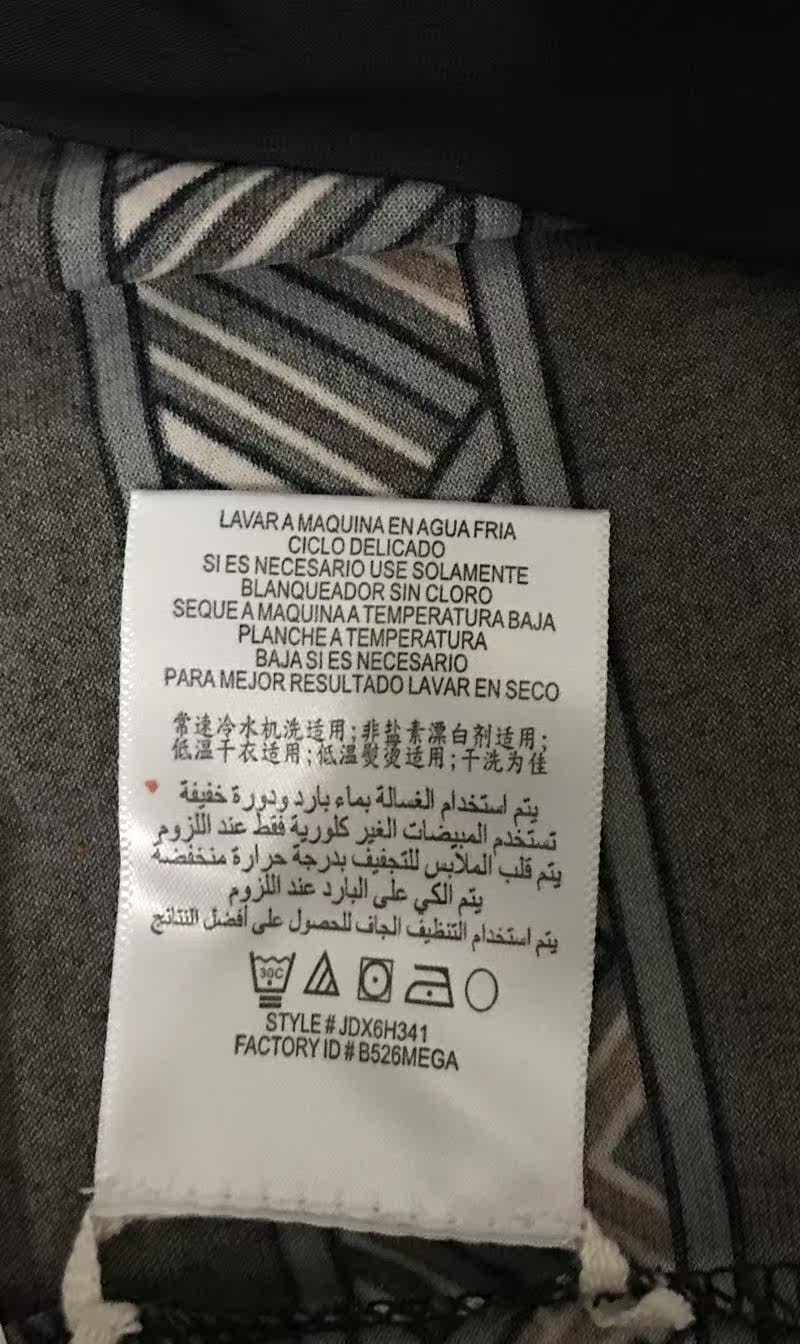 LAVAR A MAQUINA EN AGUA FRIA
CICLO DELICADO
SI ES NECESARIO USE SOLAMENTE
BLANQUEADOR SIN CLORO
SEQUE A MAQUINA A TEMPERATURA BAJA
PLANCHE A TEMPERATURA
BAJA SI ES NECESARIO
PARA MEJOR RESULTADO LAVAR EN SECO
常速冷水机洗适用;非盐素漂白剂适用;
低温干衣适用;低温熨烫适用;干洗为佳
يتم استخدام الغسالة بماء بارد ودورة خفيفة
تستخدم المبيضات الغير كلورية فقط عند اللزوم
يتم قلب الملابس للتجفيف بدرجة حرارة منخفضة
يتم الكي على البارد عند اللزوم
يتم استخدام التنظيف الجاف للحصول على أفضل النتائج
30C
STYLE # JDX6H341
FACTORY ID # B526MEGA